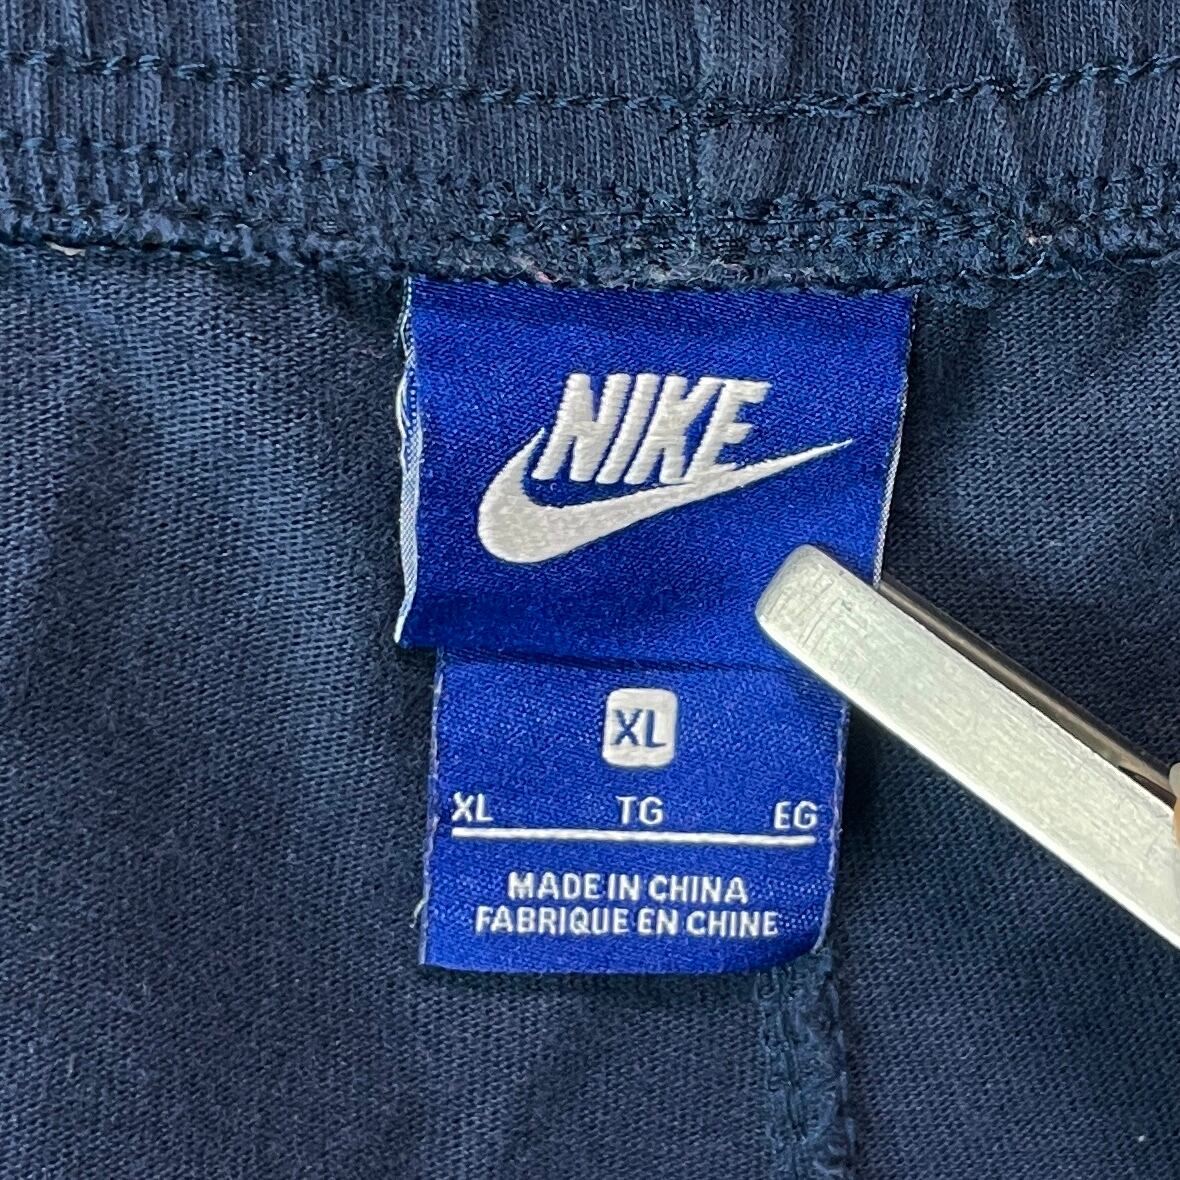 NIKE
XL
XL TG EG
MADE IN CHINA
FABRIQUE EN CHINE